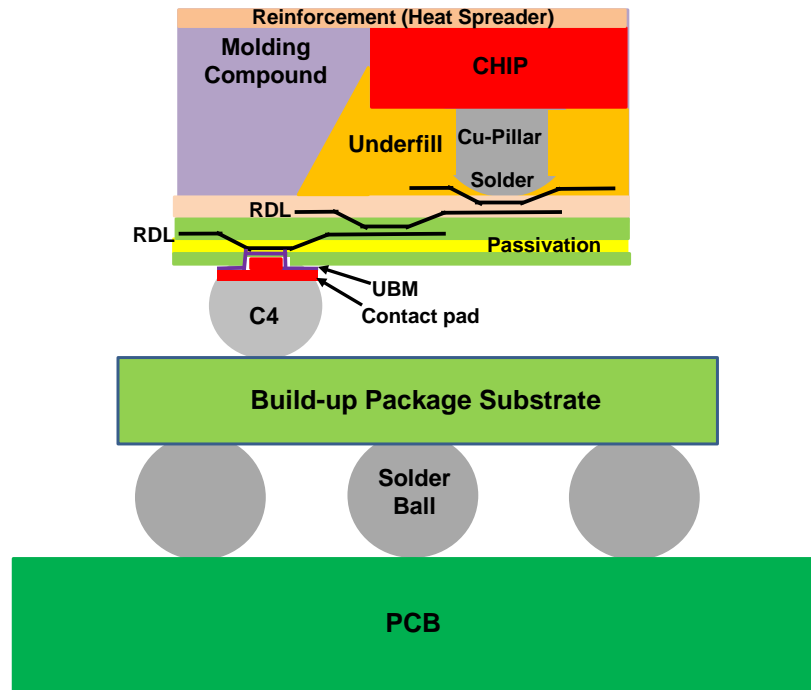 Reinforcement (Heat Spreader)
Molding
Compound
CHIP
Underfill
Cu-Pillar
Solder
RDL
RDL
Passivation
UBM
Contact pad
C4
Build-up Package Substrate
Solder
Ball
PCB